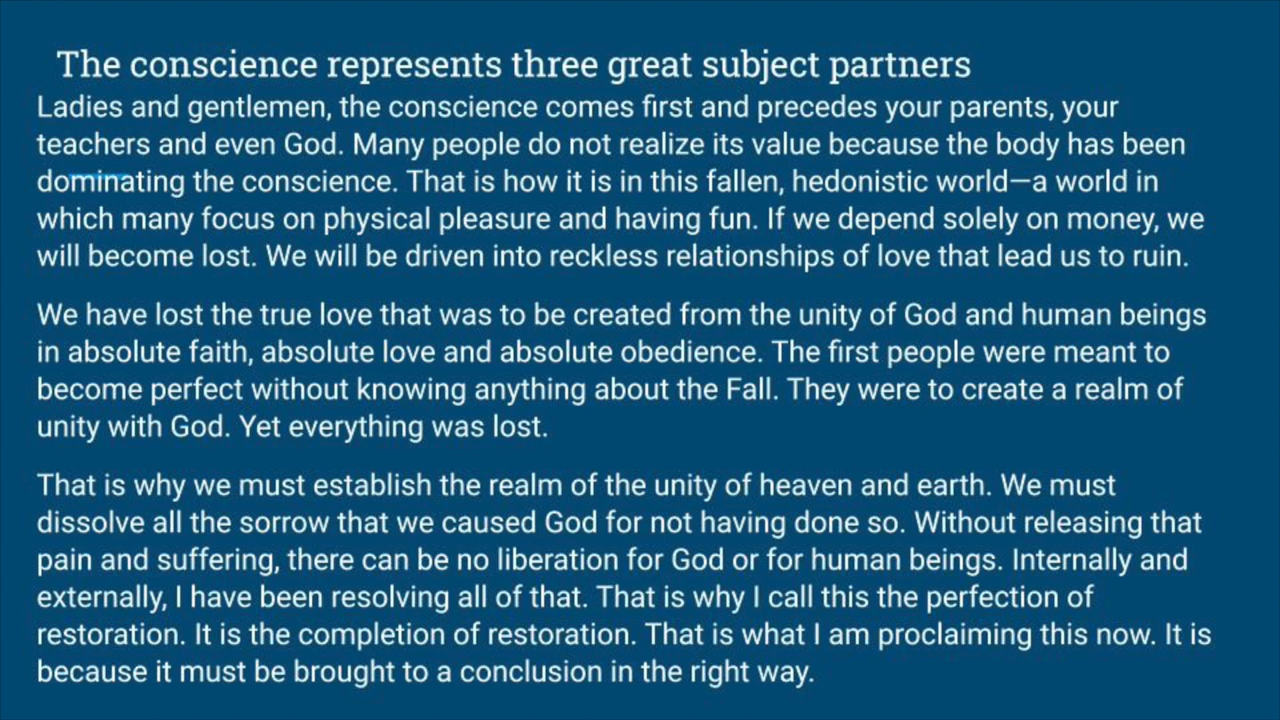 The conscience represents three great subject partners
Ladies and gentlemen, the conscience comes first and precedes your parents, your
teachers and even God. Many people do not realize its value because the body has been
dominating the conscience. That is how it is in this fallen, hedonistic world—a world in
which many focus on physical pleasure and having fun. If we depend solely on money, we
will become lost. We will be driven into reckless relationships of love that lead us to ruin.
We have lost the true love that was to be created from the unity of God and human beings
in absolute faith, absolute love and absolute obedience. The first people were meant to
become perfect without knowing anything about the Fall. They were to create a realm of
unity with God. Yet everything was lost.
That is why we must establish the realm of the unity of heaven and earth. We must
dissolve all the sorrow that we caused God for not having done so. Without releasing that
pain and suffering, there can be no liberation for God or for human beings. Internally and
externally, I have been resolving all of that. That is why I call this the perfection of
restoration. It is the completion of restoration. That is what I am proclaiming this now. It is
because it must be brought to a conclusion in the right way.